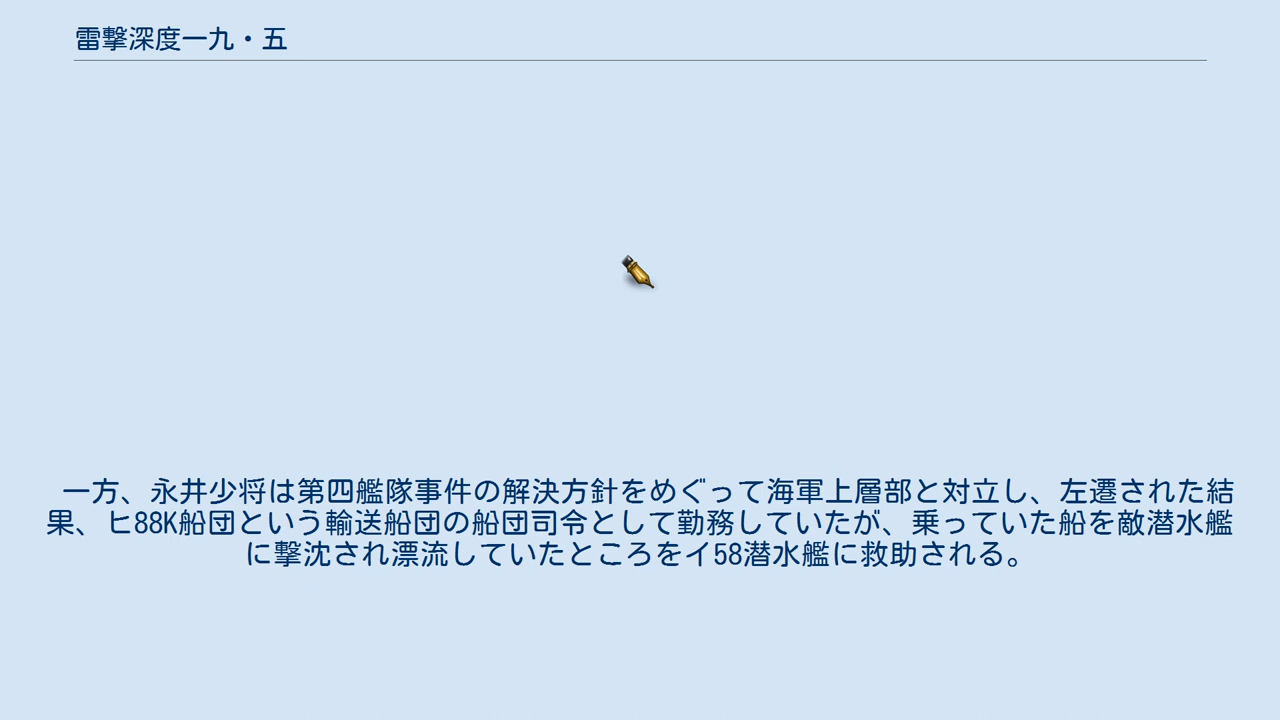 雷撃深度一九・五
一方、永井少将は第四艦隊事件の解決方針をめぐって海軍上層部と対立し、左遷された結
果、ヒ88K船団という輸送船団の船団司令として勤務していたが、乗っていた船を敵潜水艦
に撃沈され漂流していたところをイ58潜水艦に救助される。